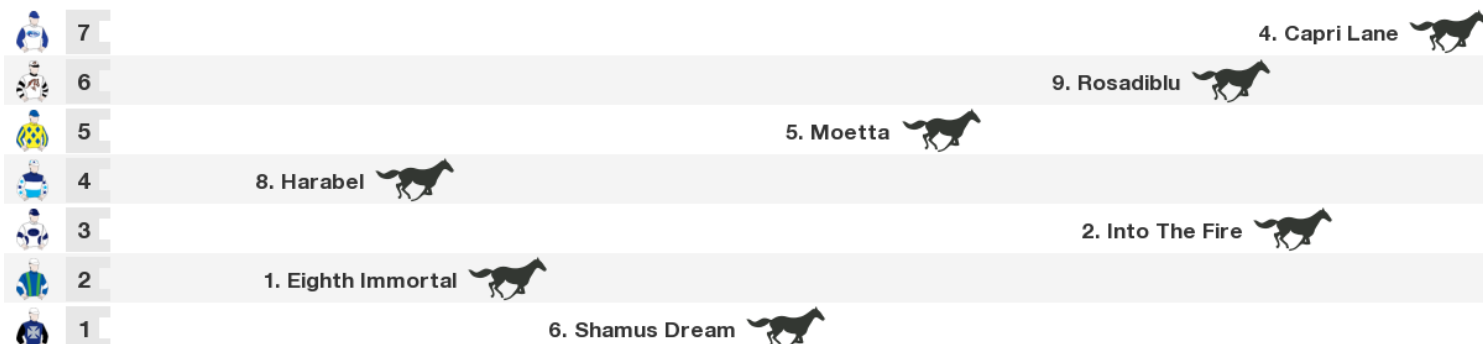 7 4. Capri Lane
6 9. Rosadiblu
5 5. Moetta
4 8. Harabel
3 2. Into The Fire
2 1. Eighth Immortal
1 6. Shamus Dream